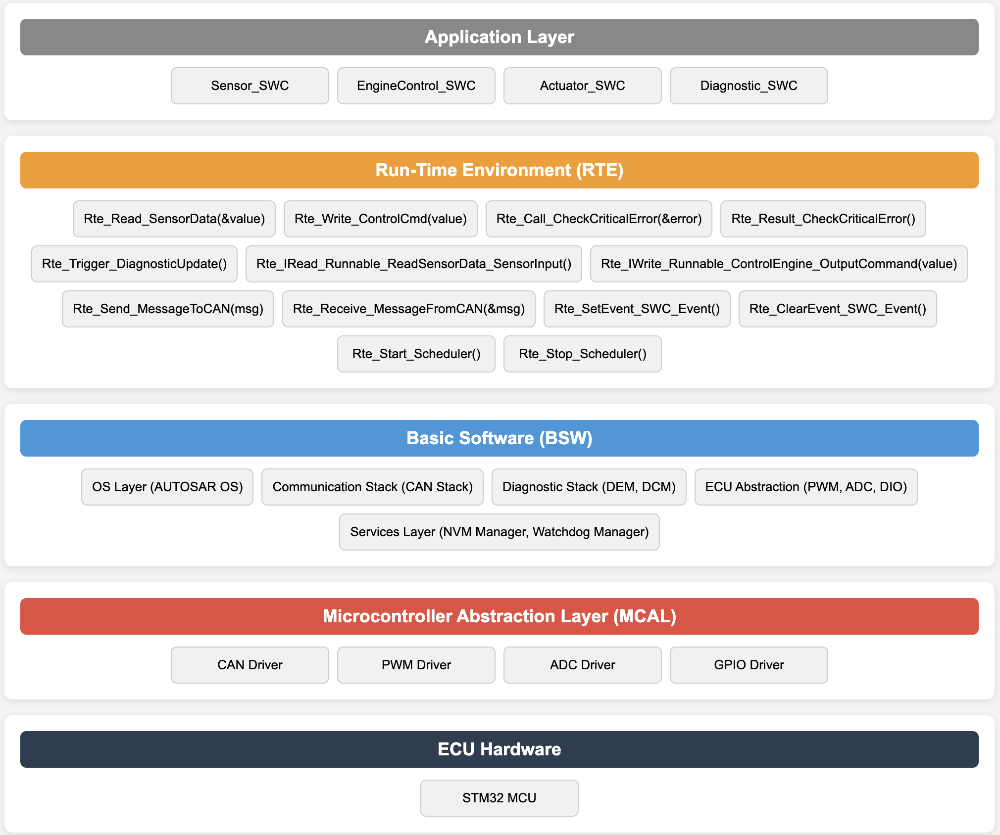 Application Layer
Sensor_SWC
EngineControl_SWC
Actuator_SWC
Diagnostic_SWC
Run-Time Environment (RTE)
Rte_Read_SensorData(&value)
Rte_Write_ControlCmd(value)
Rte_Call_CheckCriticalError(&error)
Rte_Result_CheckCriticalError()
Rte_Trigger_DiagnosticUpdate()
Rte_IRead_Runnable_ReadSensorData_SensorInput()
Rte_IWrite_Runnable_ControlEngine_OutputCommand(value)
Rte_Send_MessageToCAN(msg)
Rte_Receive_MessageFromCAN(&msg)
Rte_SetEvent_SWC_Event()
Rte_ClearEvent_SWC_Event()
Rte_Start_Scheduler()
Rte_Stop_Scheduler()
Basic Software (BSW)
OS Layer (AUTOSAR OS)
Communication Stack (CAN Stack)
Diagnostic Stack (DEM, DCM)
ECU Abstraction (PWM, ADC, DIO)
Services Layer (NVM Manager, Watchdog Manager)
Microcontroller Abstraction Layer (MCAL)
CAN Driver
PWM Driver
ADC Driver
GPIO Driver
ECU Hardware
STM32 MCU